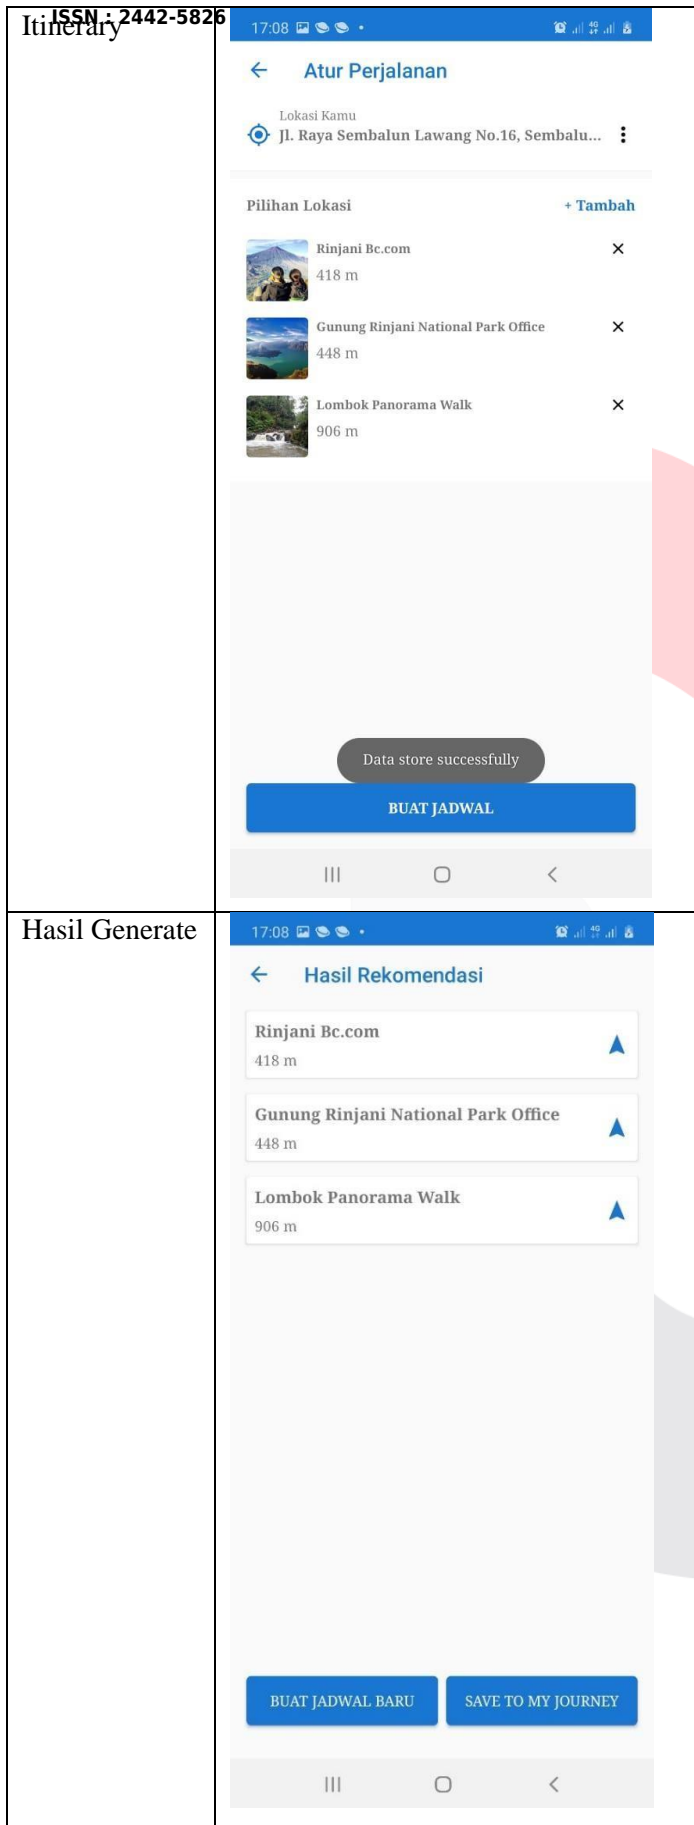 ISSN : 2442-5826
Itinerary
17:08
Atur Perjalanan
Lokasi Kamu
Jl. Raya Sembalun Lawang No.16, Sembalu...
Pilihan Lokasi + Tambah
Rinjani Bc.com
418 m
Gunung Rinjani National Park Office
448 m
Lombok Panorama Walk
906 m
Data store successfully
BUAT JADWAL
Hasil Generate
17:08
Hasil Rekomendasi
Rinjani Bc.com
418 m
Gunung Rinjani National Park Office
448 m
Lombok Panorama Walk
906 m
BUAT JADWAL BARU SAVE TO MY JOURNEY